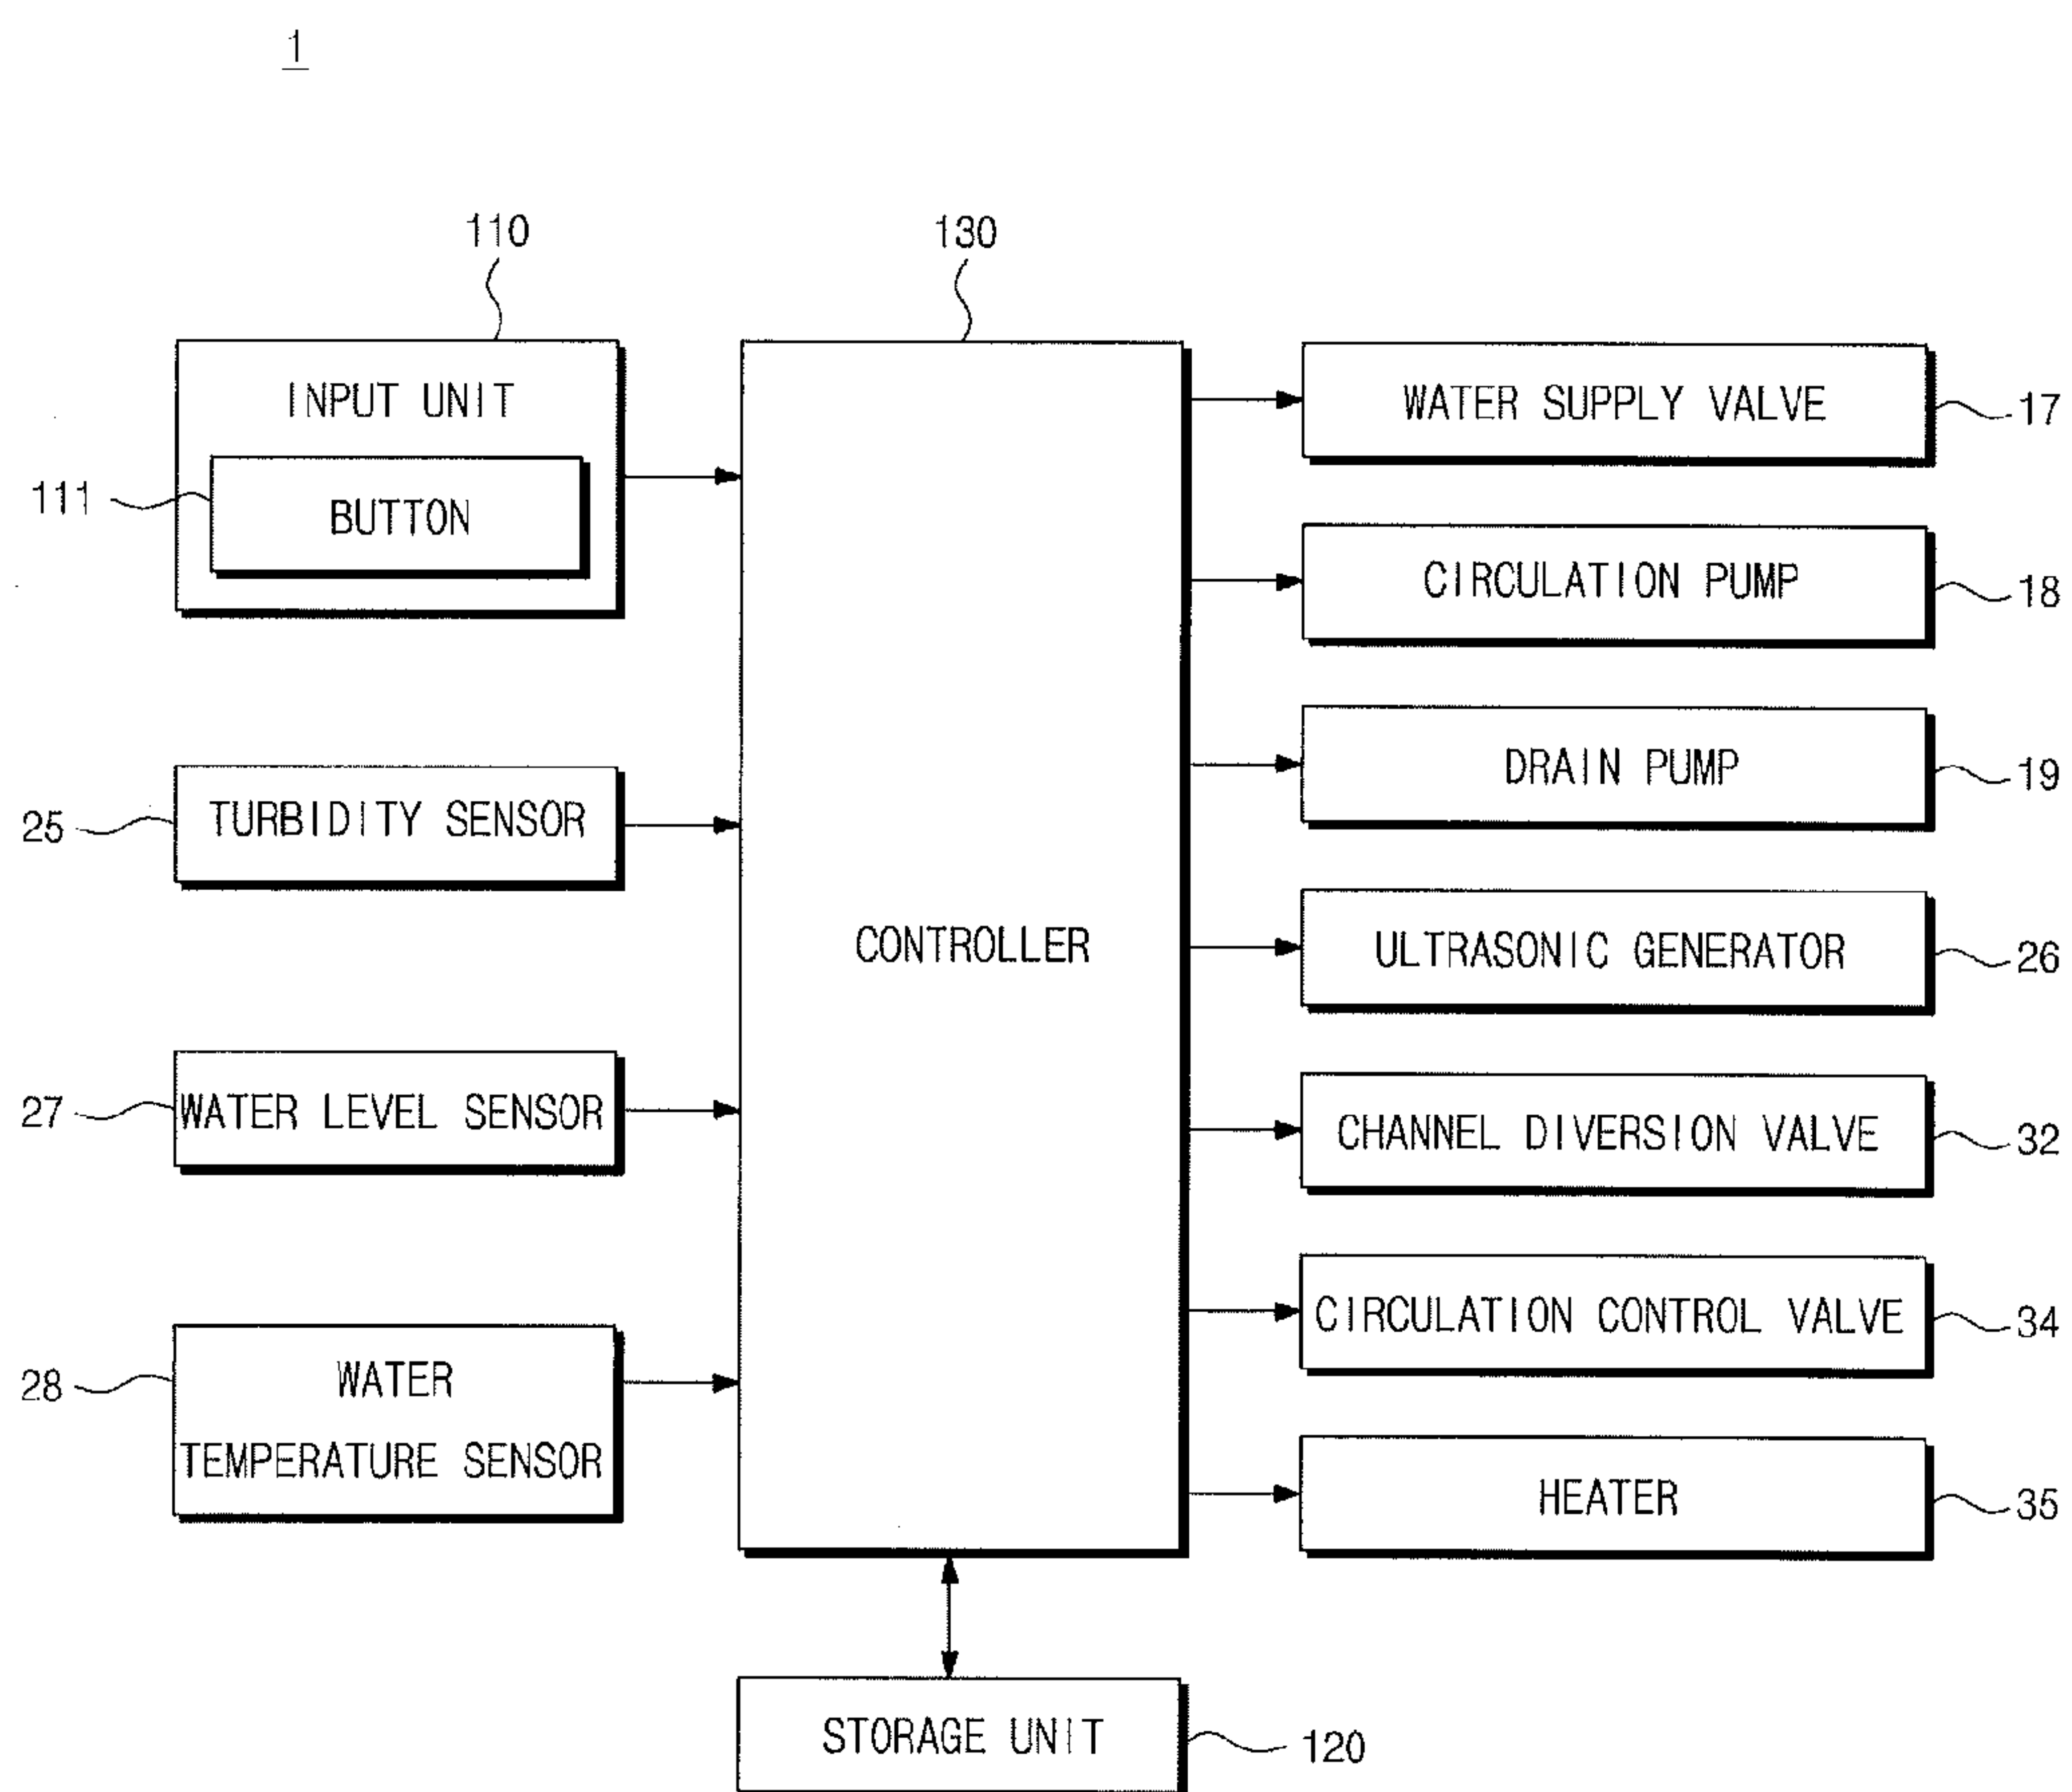 1
110
130
INPUT UNIT
111
BUTTON
25
TURBIDITY SENSOR
27
WATER LEVEL SENSOR
28
WATER
TEMPERATURE SENSOR
CONTROLLER
WATER SUPPLY VALVE
17
CIRCULATION PUMP
18
DRAIN PUMP
19
ULTRASONIC GENERATOR
26
CHANNEL DIVERSION VALVE
32
CIRCULATION CONTROL VALVE
34
HEATER
35
STORAGE UNIT
120